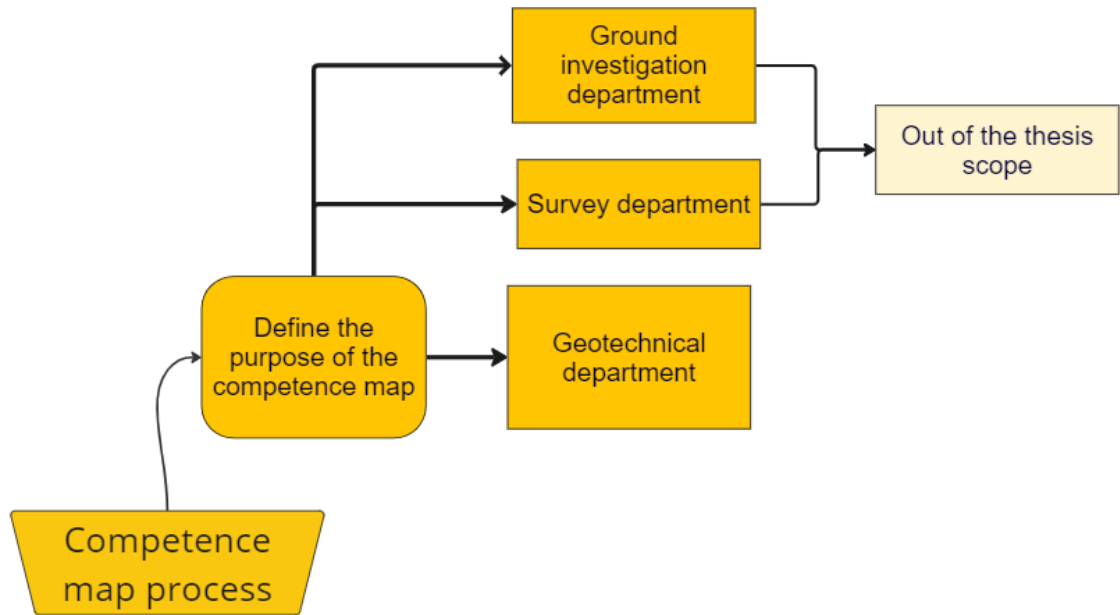 Ground
investigation
department
Out of the thesis
scope
Survey department
Define the
purpose of the
competence map
Geotechnical
department
Competence
map process